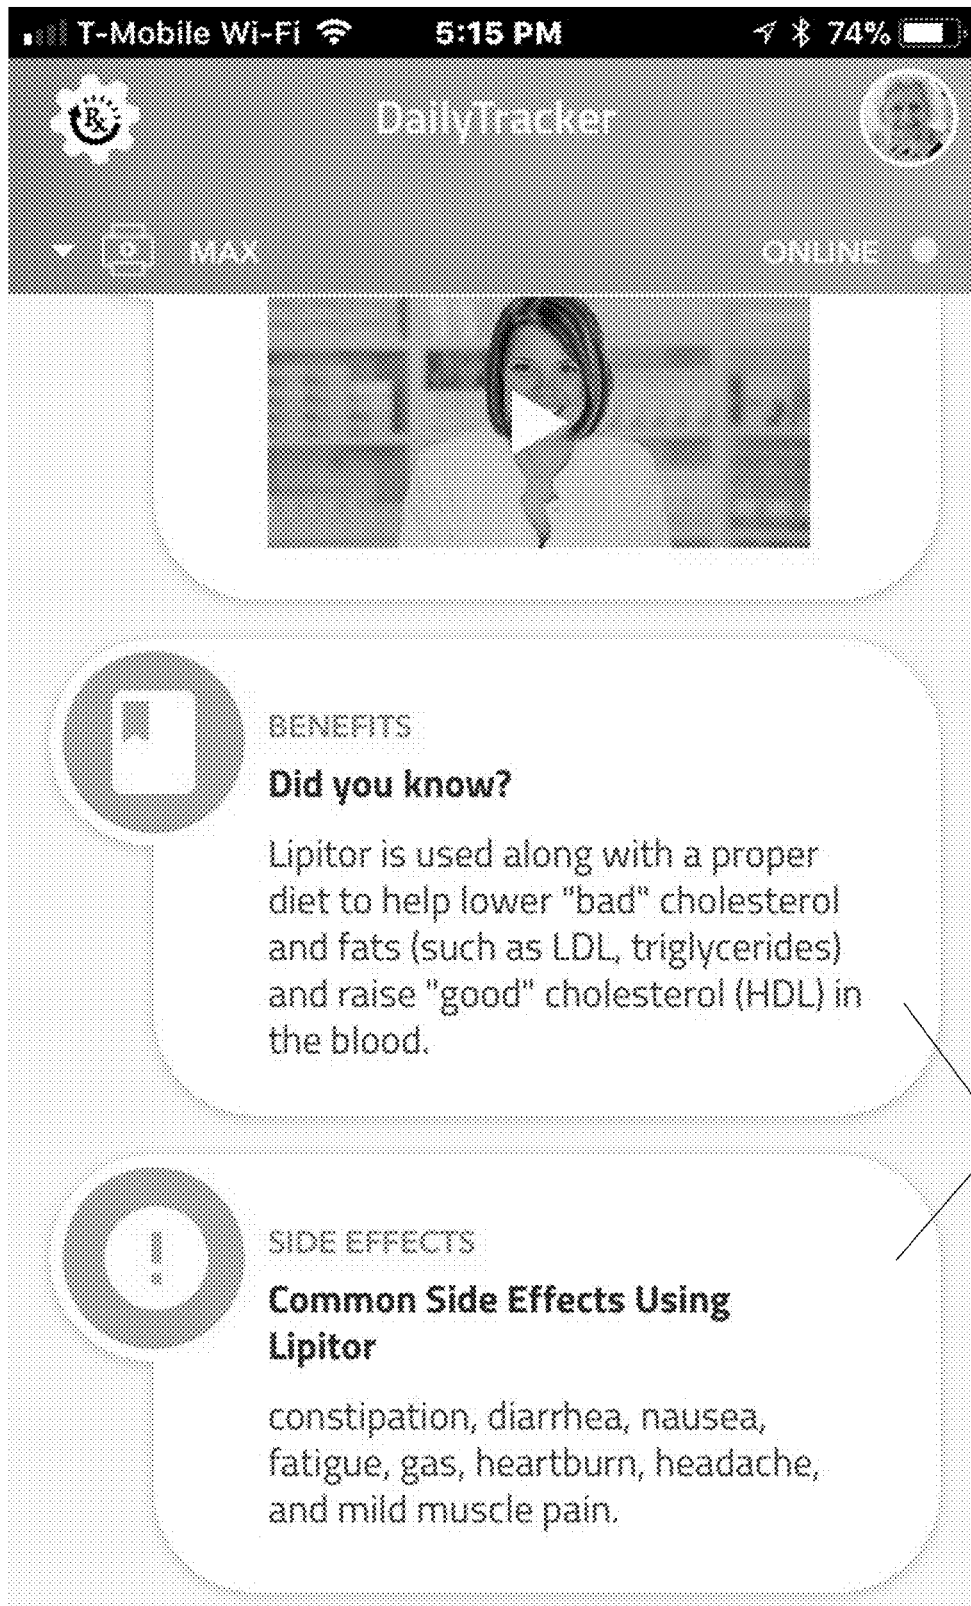 T-Mobile Wi-Fi 5:15 PM 74%
Rx
DailyTracker
MAX ONLINE
BENEFITS
Did you know?
Lipitor is used along with a proper
diet to help lower "bad" cholesterol
and fats (such as LDL, triglycerides)
and raise "good" cholesterol (HDL) in
the blood.
SIDE EFFECTS
Common Side Effects Using
Lipitor
constipation, diarrhea, nausea,
fatigue, gas, heartburn, headache,
and mild muscle pain.